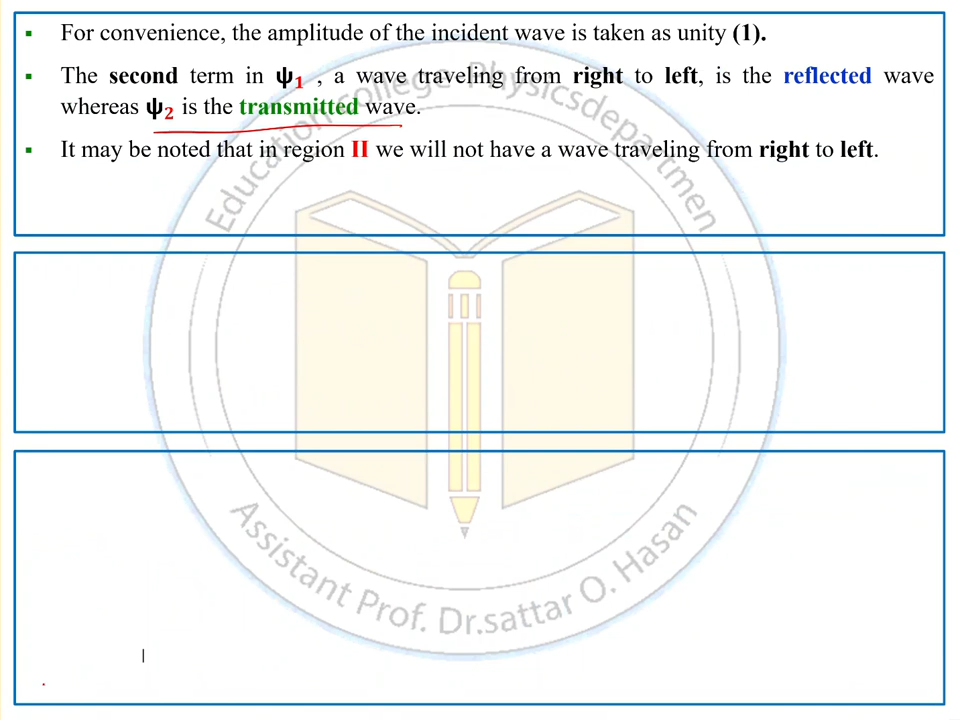 ▪ For convenience, the amplitude of the incident wave is taken as unity (1).
▪ The second term in ψ₁ , a wave traveling from right to left, is the reflected wave
whereas ψ₂ is the transmitted wave.
▪ It may be noted that in region II we will not have a wave traveling from right to left.
Education college Physicsdepartmen
Assistant Prof. Dr.sattar O. Hasan